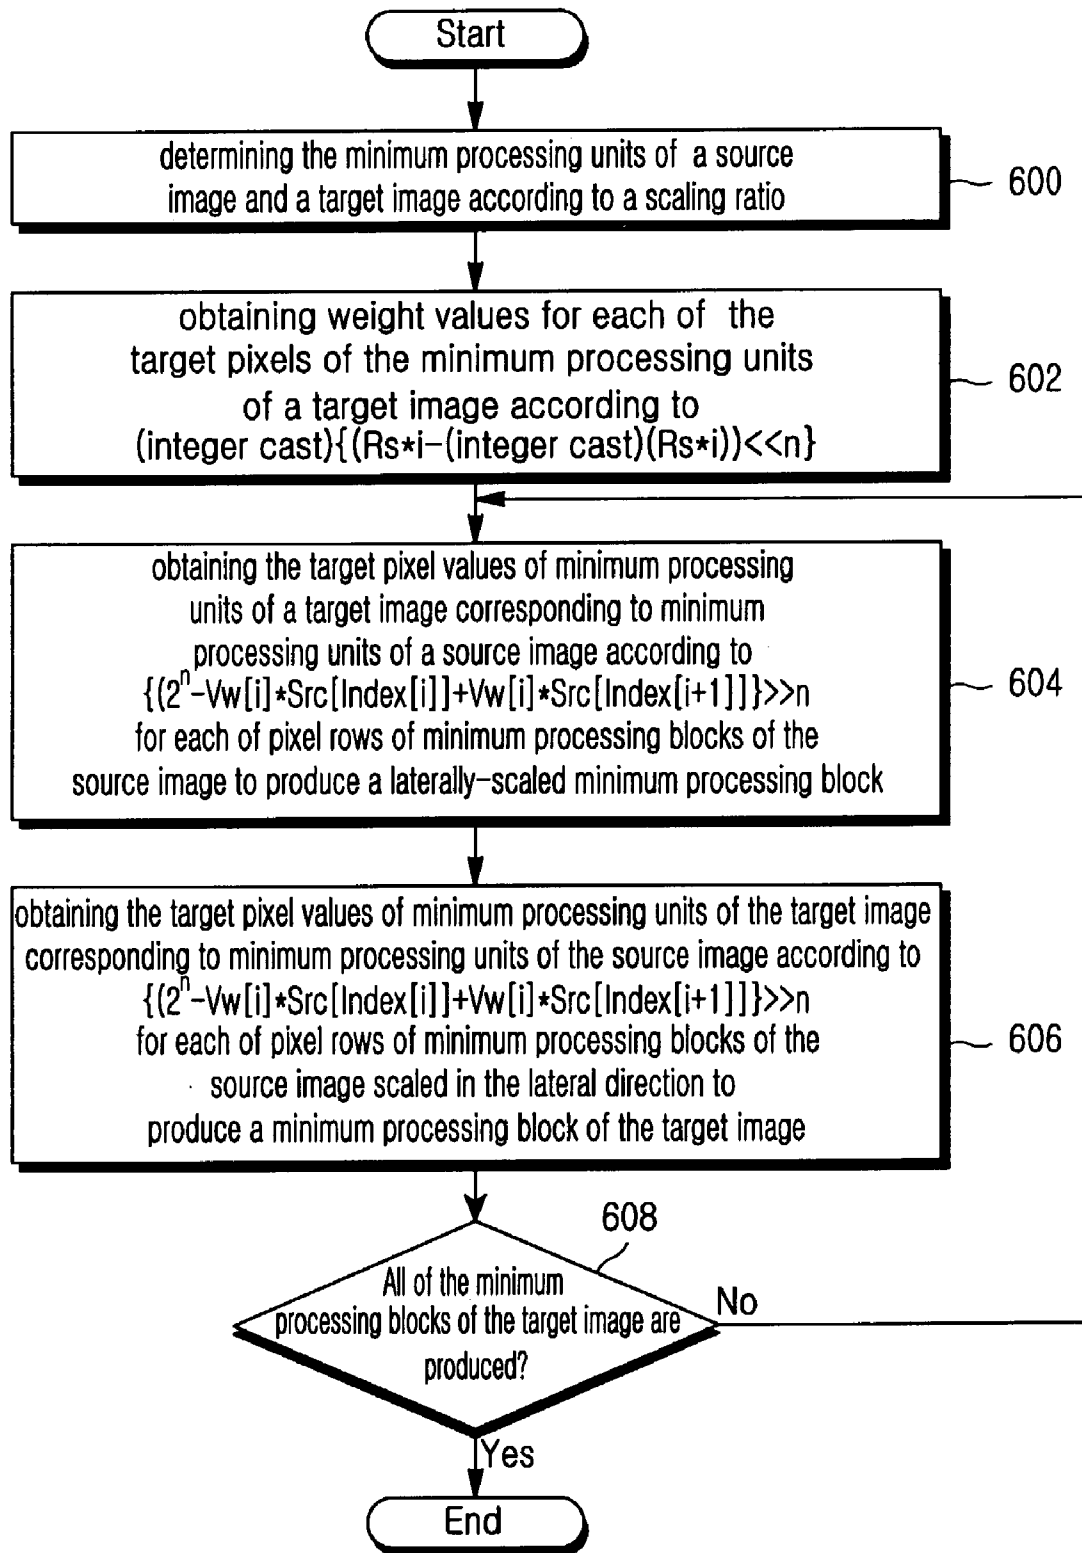 Start
determining the minimum processing units of a source
image and a target image according to a scaling ratio
600
obtaining weight values for each of the
target pixels of the minimum processing units
of a target image according to
(integer cast){(Rs*i-(integer cast)(Rs*i))<<n}
602
obtaining the target pixel values of minimum processing
units of a target image corresponding to minimum
processing units of a source image according to
{(2^n-Vw[i]*Src[Index[i]]+Vw[i]*Src[Index[i+1]]}>>n
for each of pixel rows of minimum processing blocks of the
source image to produce a laterally-scaled minimum processing block
604
obtaining the target pixel values of minimum processing units of the target image
corresponding to minimum processing units of the source image according to
{(2^n-Vw[i]*Src[Index[i]]+Vw[i]*Src[Index[i+1]]}>>n
for each of pixel rows of minimum processing blocks of the
source image scaled in the lateral direction to
produce a minimum processing block of the target image
606
608
All of the minimum
processing blocks of the target image are
produced?
No
Yes
End